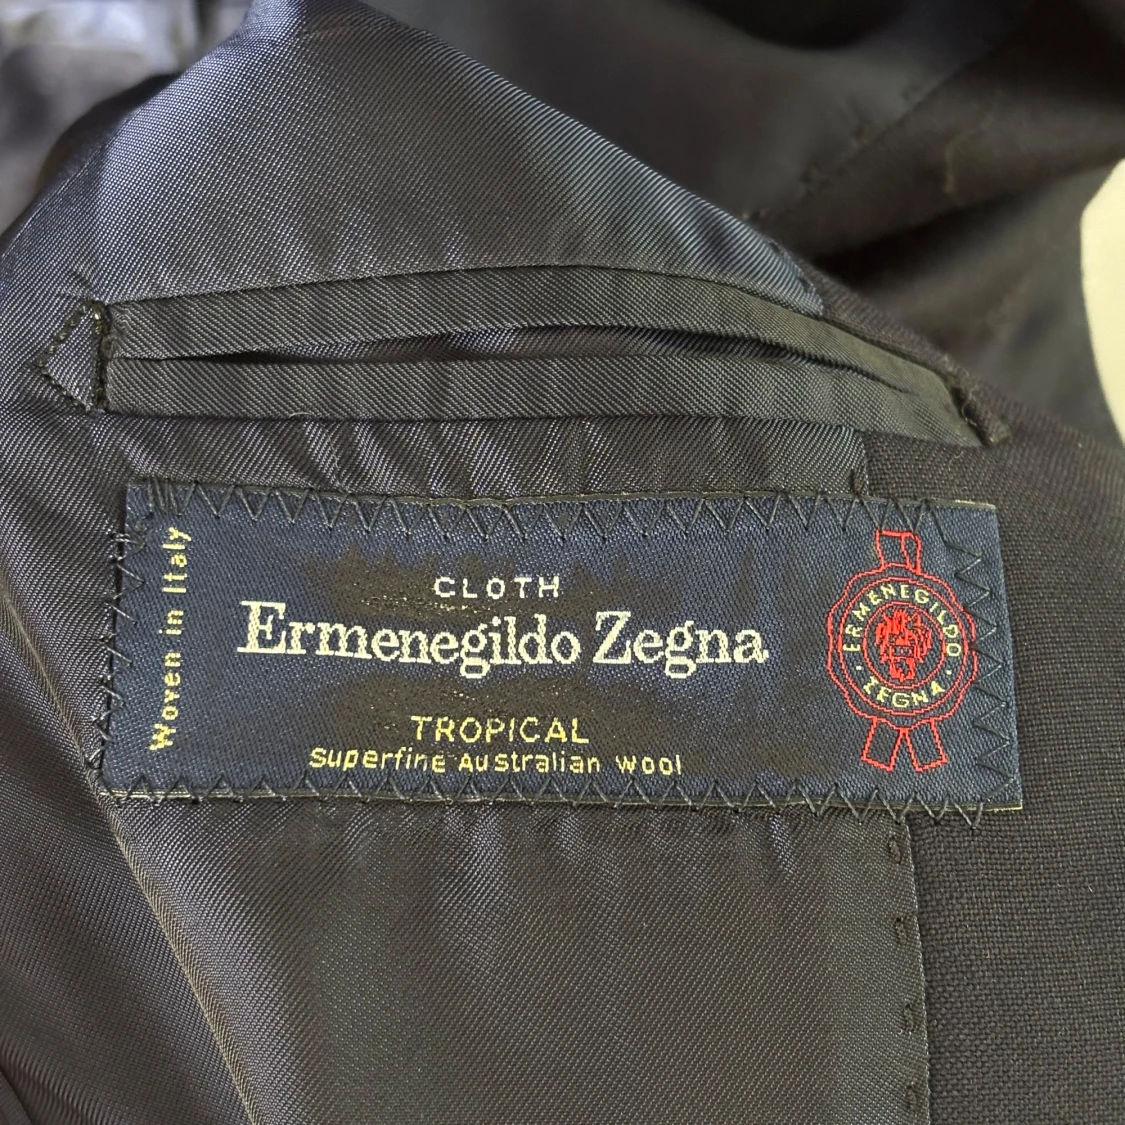 Woven in Italy
CLOTH
Ermenegildo Zegna
TROPICAL
Superfine Australian Wool
ERMENEGILDO
ZEGNA